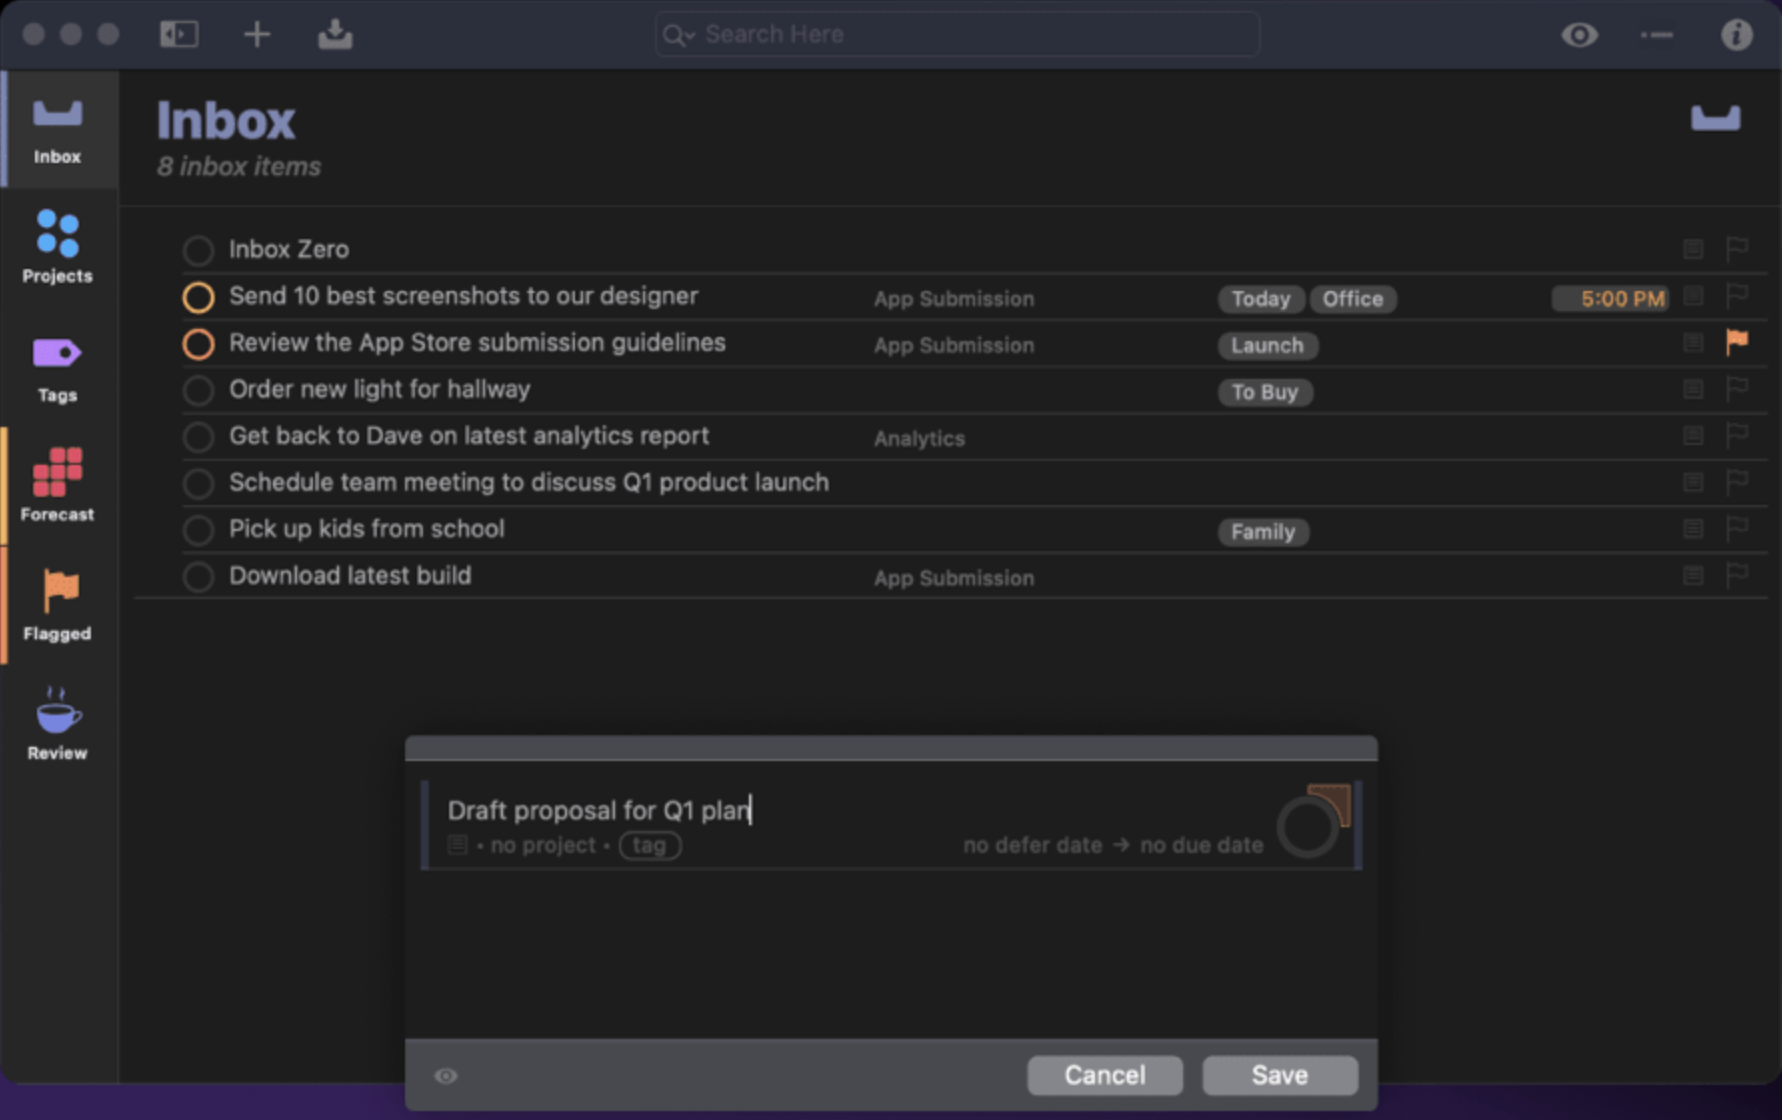 Search Here
Inbox
Projects
Tags
Forecast
Flagged
Review
Inbox
8 inbox items
Inbox Zero
Send 10 best screenshots to our designer App Submission Today Office 5:00 PM
Review the App Store submission guidelines App Submission Launch
Order new light for hallway To Buy
Get back to Dave on latest analytics report Analytics
Schedule team meeting to discuss Q1 product launch
Pick up kids from school Family
Download latest build App Submission
Draft proposal for Q1 plan
• no project • tag no defer date → no due date
Cancel Save